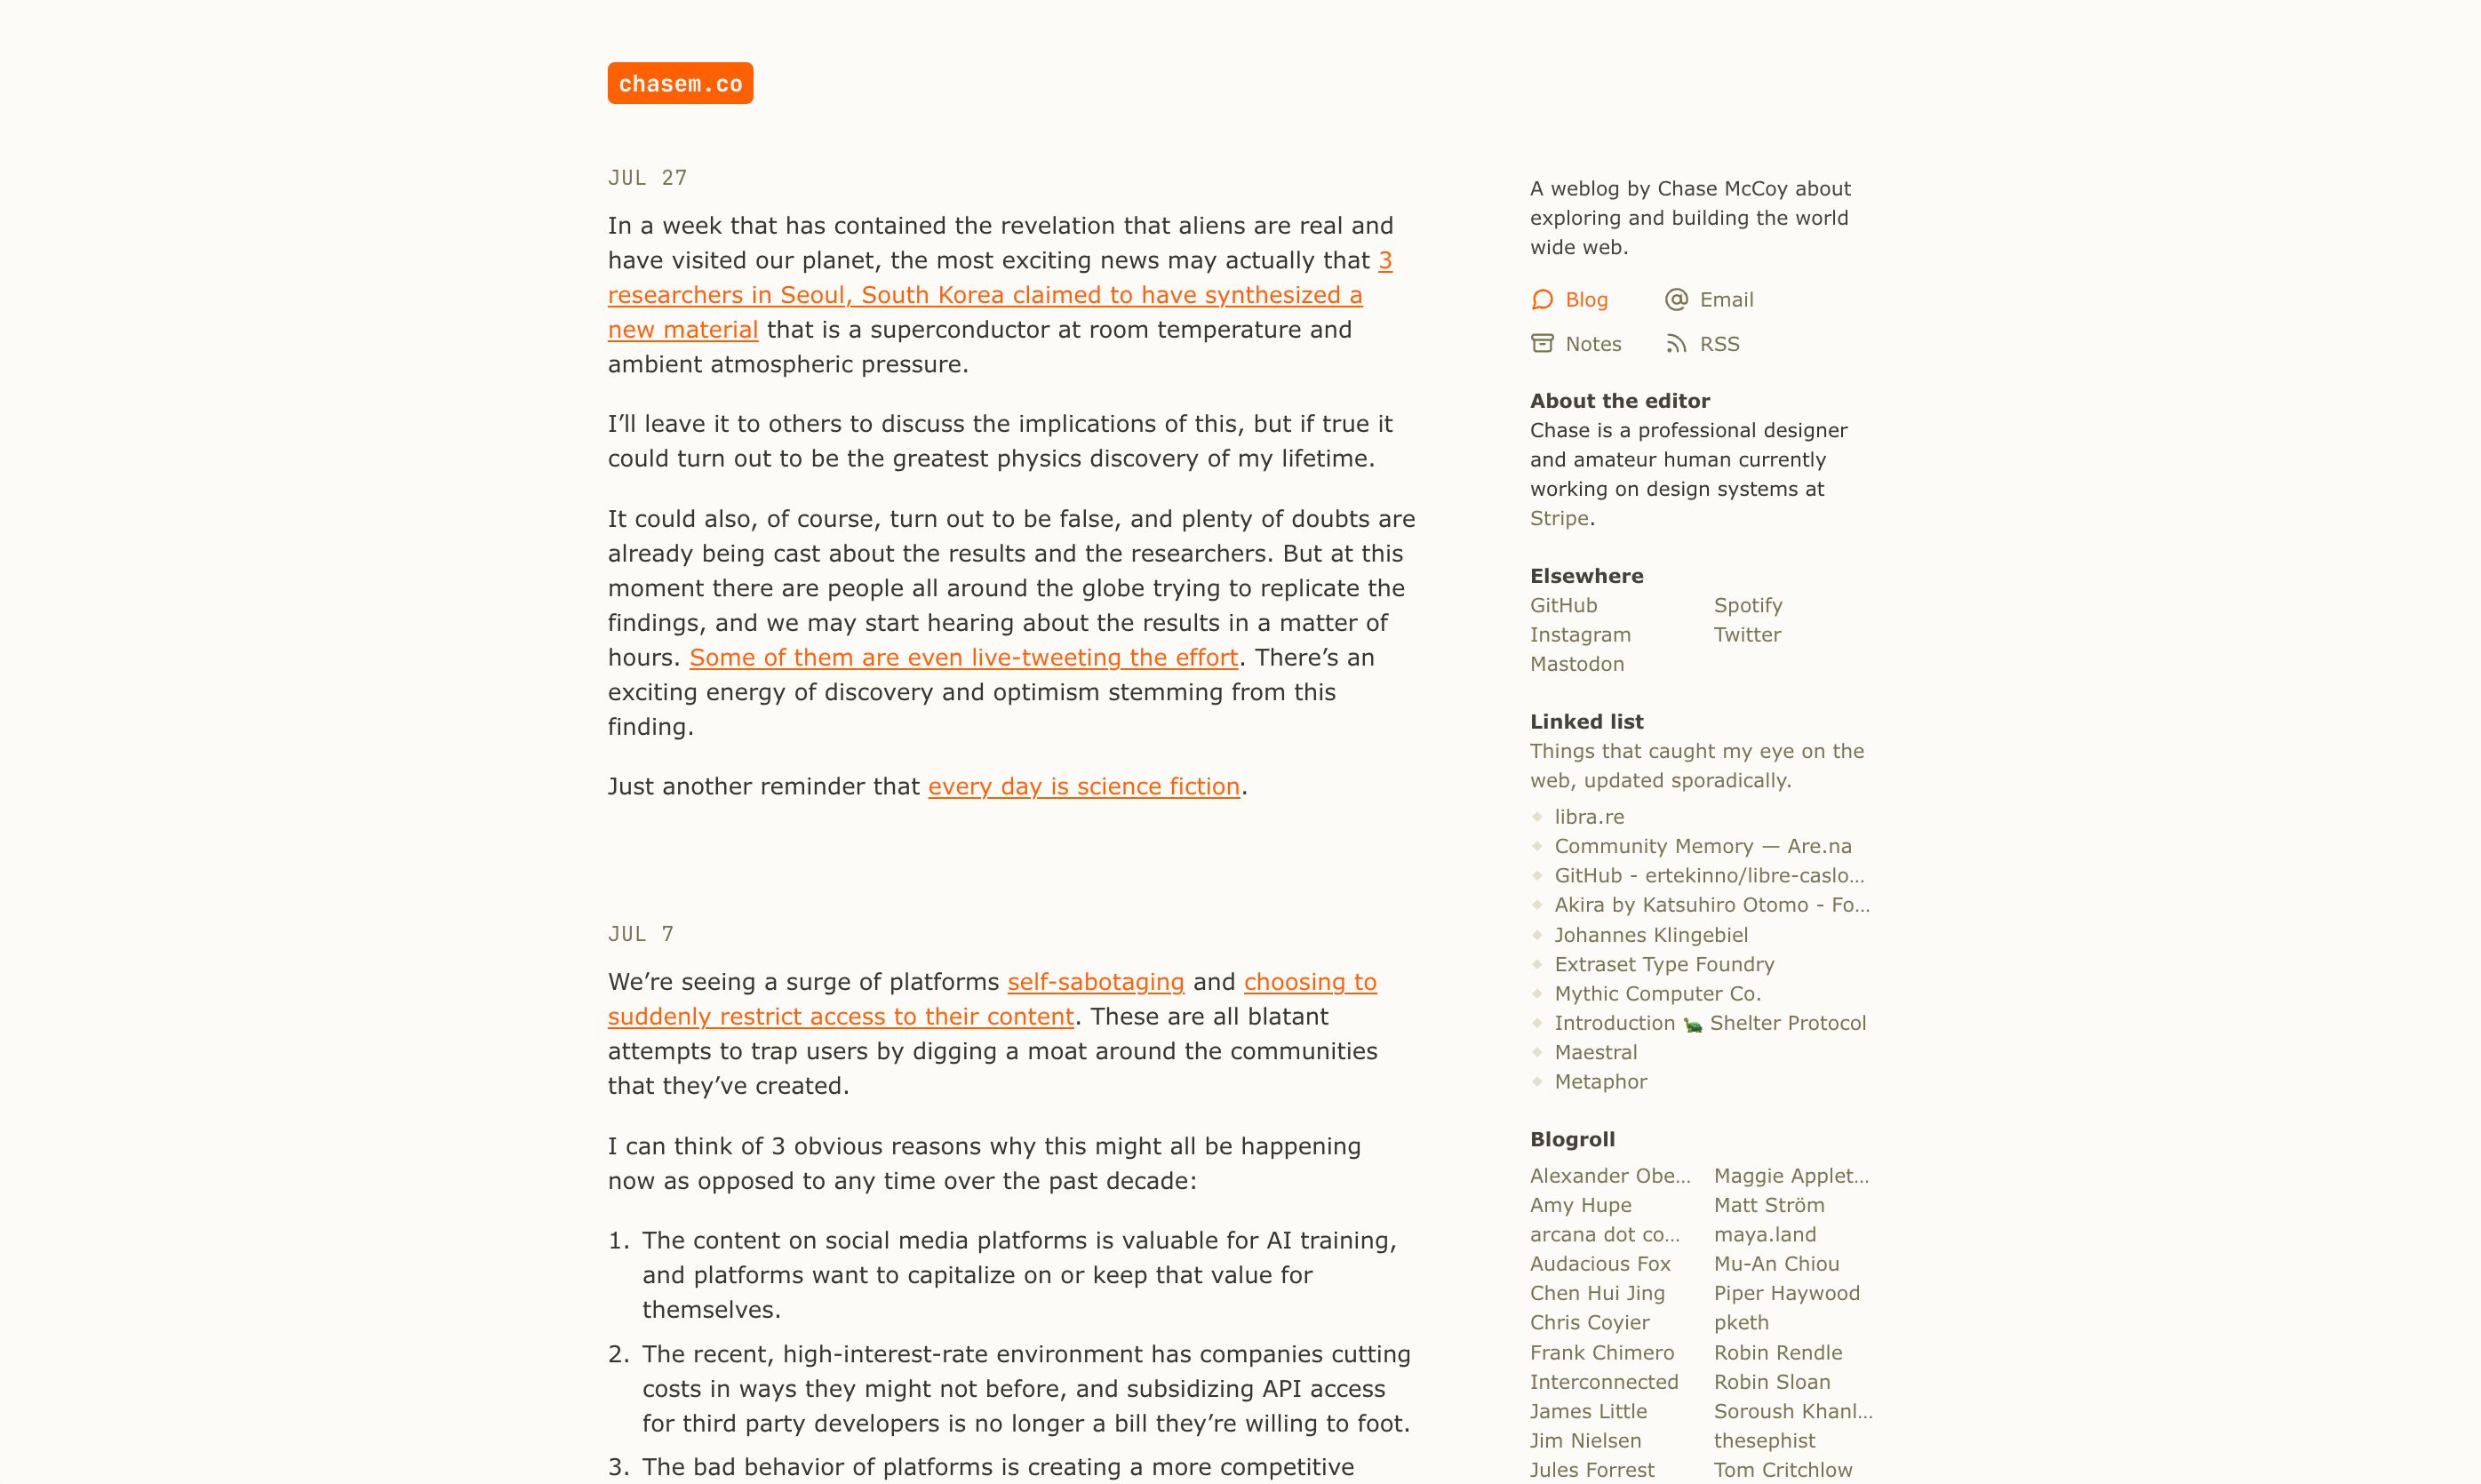 chasem.co
JUL 27
In a week that has contained the revelation that aliens are real and
have visited our planet, the most exciting news may actually that 3
researchers in Seoul, South Korea claimed to have synthesized a
new material that is a superconductor at room temperature and
ambient atmospheric pressure.
I’ll leave it to others to discuss the implications of this, but if true it
could turn out to be the greatest physics discovery of my lifetime.
It could also, of course, turn out to be false, and plenty of doubts are
already being cast about the results and the researchers. But at this
moment there are people all around the globe trying to replicate the
findings, and we may start hearing about the results in a matter of
hours. Some of them are even live-tweeting the effort. There’s an
exciting energy of discovery and optimism stemming from this
finding.
Just another reminder that every day is science fiction.
JUL 7
We’re seeing a surge of platforms self-sabotaging and choosing to
suddenly restrict access to their content. These are all blatant
attempts to trap users by digging a moat around the communities
that they’ve created.
I can think of 3 obvious reasons why this might all be happening
now as opposed to any time over the past decade:
1. The content on social media platforms is valuable for AI training,
and platforms want to capitalize on or keep that value for
themselves.
2. The recent, high-interest-rate environment has companies cutting
costs in ways they might not before, and subsidizing API access
for third party developers is no longer a bill they’re willing to foot.
3. The bad behavior of platforms is creating a more competitive
A weblog by Chase McCoy about
exploring and building the world
wide web.
Blog
Email
Notes
RSS
About the editor
Chase is a professional designer
and amateur human currently
working on design systems at
Stripe.
Elsewhere
GitHub
Spotify
Instagram
Twitter
Mastodon
Linked list
Things that caught my eye on the
web, updated sporadically.
libra.re
Community Memory — Are.na
GitHub - ertekinno/libre-caslo…
Akira by Katsuhiro Otomo - Fo…
Johannes Klingebiel
Extraset Type Foundry
Mythic Computer Co.
Introduction 🐢 Shelter Protocol
Maestral
Metaphor
Blogroll
Alexander Obe…
Maggie Applet…
Amy Hupe
Matt Ström
arcana dot co…
maya.land
Audacious Fox
Mu-An Chiou
Chen Hui Jing
Piper Haywood
Chris Coyier
pketh
Frank Chimero
Robin Rendle
Interconnected
Robin Sloan
James Little
Soroush Khanl…
Jim Nielsen
thesephist
Jules Forrest
Tom Critchlow